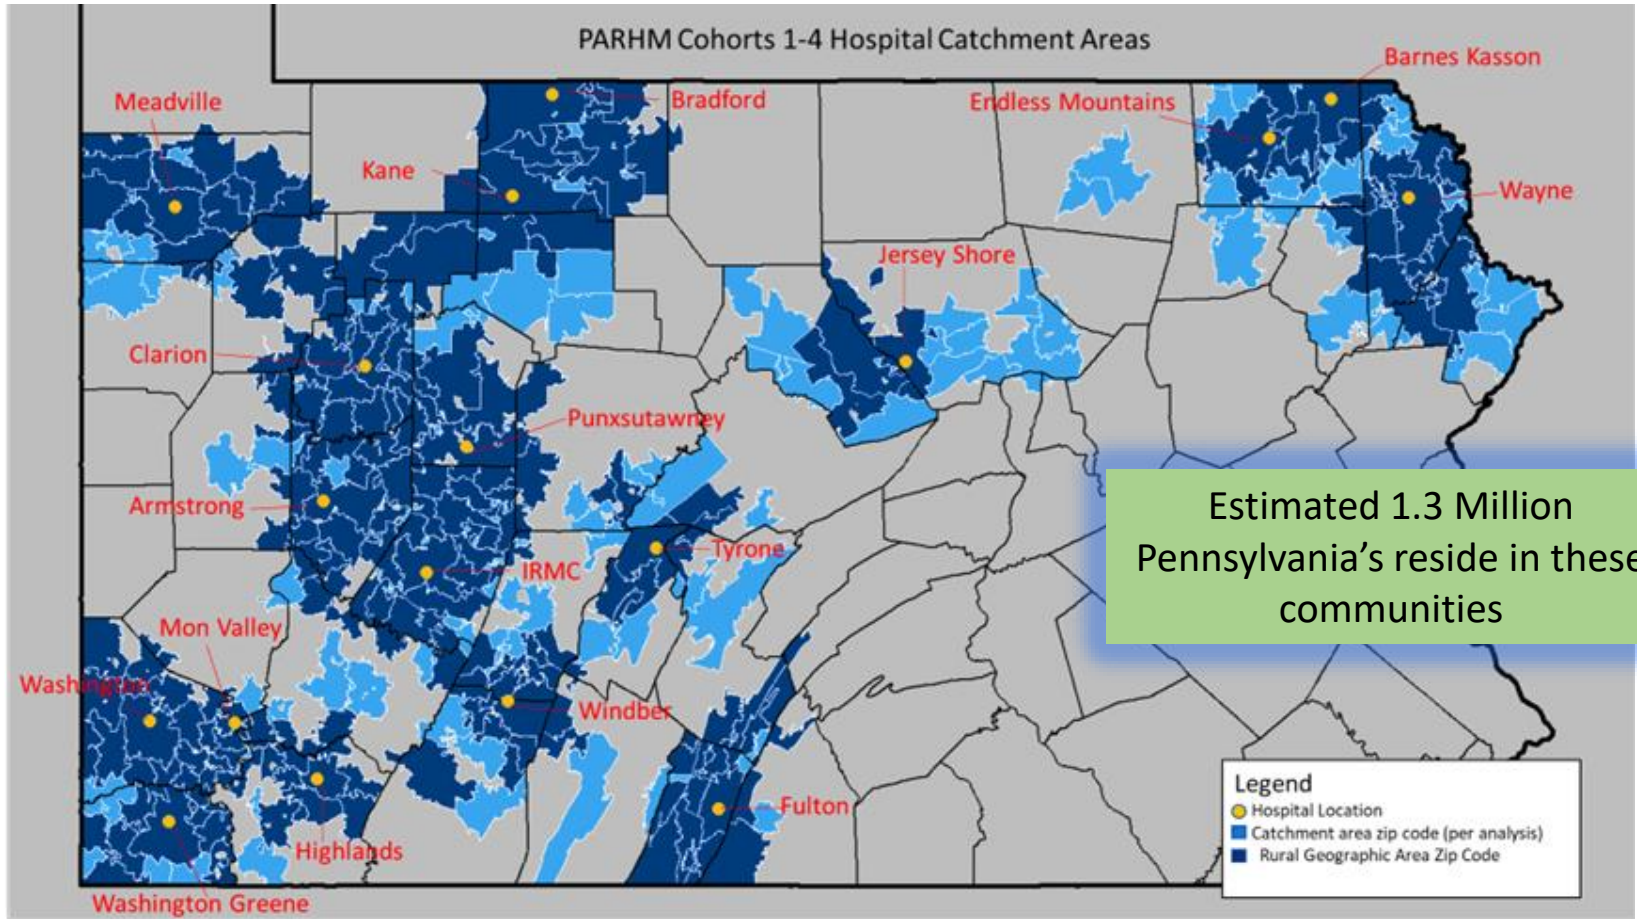 PARHM Cohorts 1-4 Hospital Catchment Areas
Barnes Kasson
Meadville
Bradford
Endless Mountains
Kane
Wayne
Jersey Shore
Clarion
Punxsutawney
Armstrong
Estimated 1.3 Million
Pennsylvania's reside in these
communities
Tyrone
IRMC
Mon Valley
Washington
Windber
Fulton
Highlands
Washington Greene
Legend
Hospital Location
Catchment area zip code (per analysis)
Rural Geographic Area Zip Code